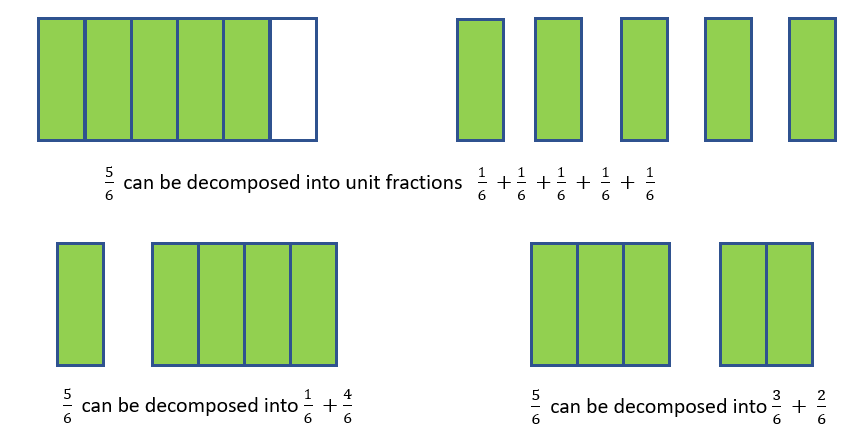 5/6 can be decomposed into unit fractions 1/6 + 1/6 + 1/6 + 1/6 + 1/6
5/6 can be decomposed into 1/6 + 4/6
5/6 can be decomposed into 3/6 + 2/6